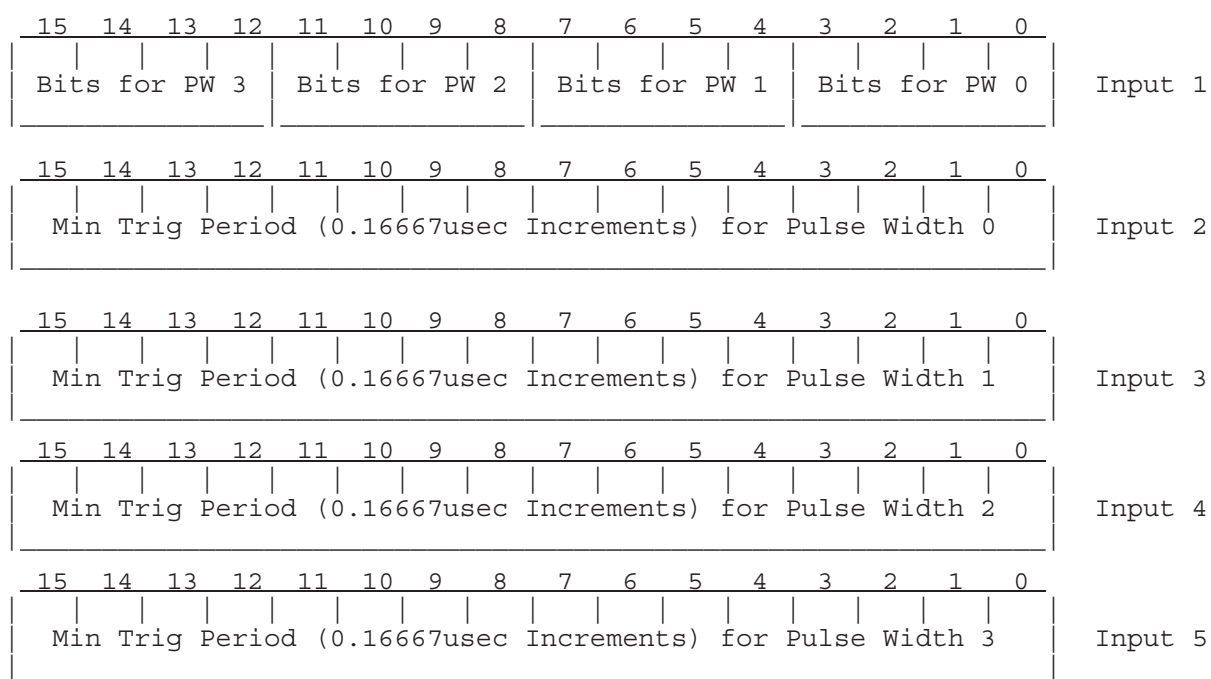 15 14 13 12 11 10 9 8 7 6 5 4 3 2 1 0
Bits for PW 3 | Bits for PW 2 | Bits for PW 1 | Bits for PW 0 | Input 1
15 14 13 12 11 10 9 8 7 6 5 4 3 2 1 0
Min Trig Period (0.16667usec Increments) for Pulse Width 0 | Input 2
15 14 13 12 11 10 9 8 7 6 5 4 3 2 1 0
Min Trig Period (0.16667usec Increments) for Pulse Width 1 | Input 3
15 14 13 12 11 10 9 8 7 6 5 4 3 2 1 0
Min Trig Period (0.16667usec Increments) for Pulse Width 2 | Input 4
15 14 13 12 11 10 9 8 7 6 5 4 3 2 1 0
Min Trig Period (0.16667usec Increments) for Pulse Width 3 | Input 5